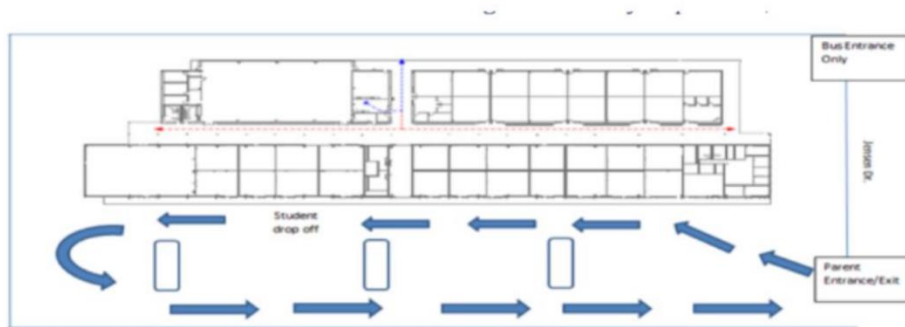 Bus Entrance
Only
Jensen Dr.
Student
drop off
Parent
Entrance/Exit